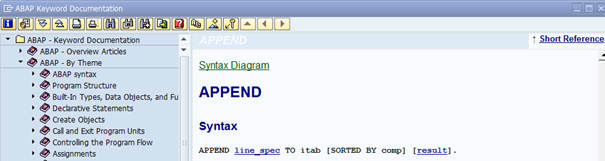 ABAP Keyword Documentation
ABAP - Keyword Documentation
ABAP - Overview Articles
ABAP - By Theme
ABAP syntax
Program Structure
Built-In Types, Data Objects, and Fu
Declarative Statements
Create Objects
Call and Exit Program Units
Controlling the Program Flow
Assignments
APPEND
↑ Short Reference
Syntax Diagram
APPEND
Syntax
APPEND line_spec TO itab [SORTED BY comp] [result].